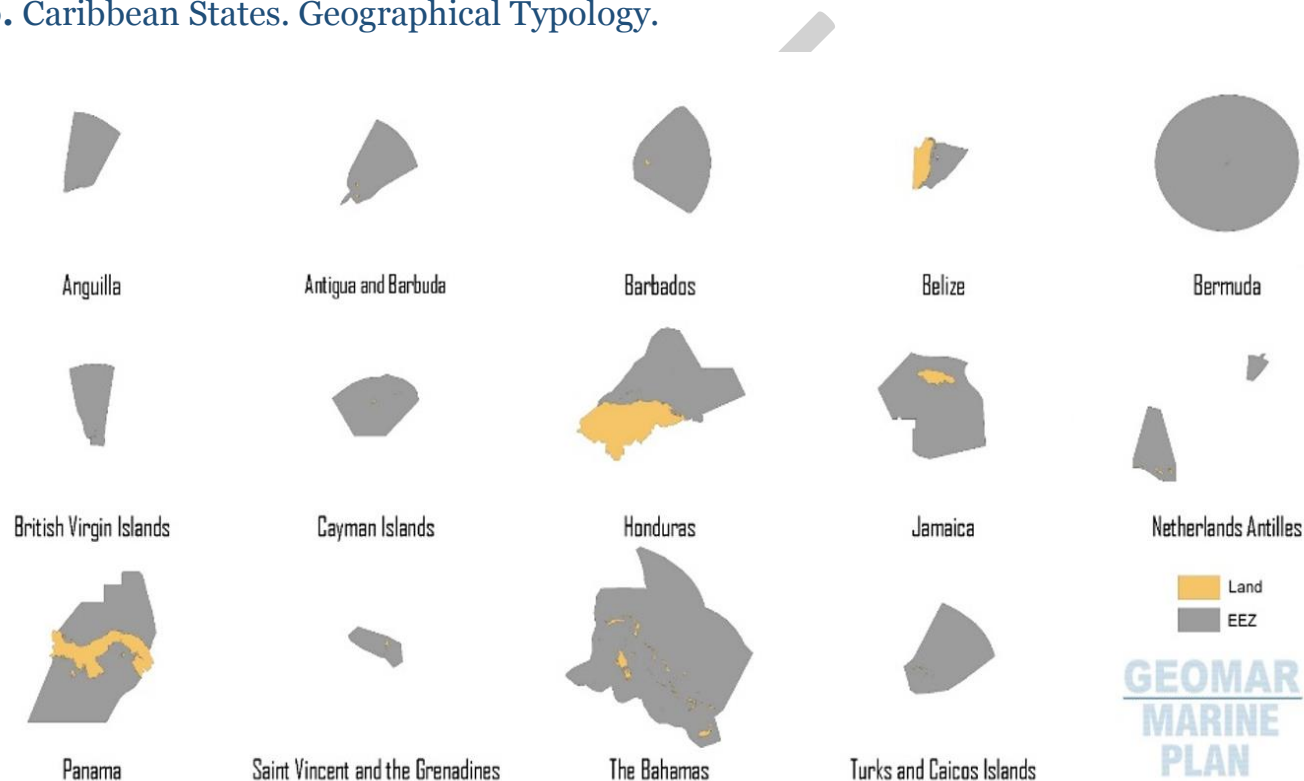 . Caribbean States. Geographical Typology.
Anguilla
Antigua and Barbuda
Barbados
Belize
Bermuda
British Virgin Islands
Cayman Islands
Honduras
Jamaica
Netherlands Antilles
Land
EEZ
GEOMAR
MARINE
PLAN
Panama
Saint Vincent and the Grenadines
The Bahamas
Turks and Caicos Islands